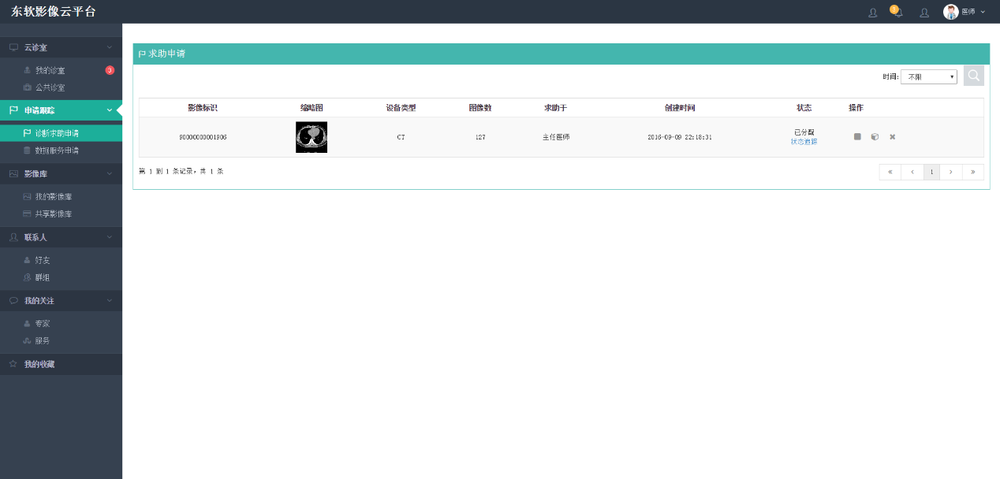 东软影像云平台
5
医师
云诊室
我的诊室
3
公共诊室
申请跟踪
诊断求助申请
数据服务申请
影像库
我的影像库
共享影像库
联系人
好友
群组
我的关注
专家
服务
我的收藏
求助申请
时间: 不限
影像标识 缩略图 设备类型 图像数 求助于 创建时间 状态 操作
90000000001906 CT 127 主任医师 2016-09-09 22:18:31 已分配
状态追踪
第 1 到 1 条记录，共 1 条
« ‹ 1 › »